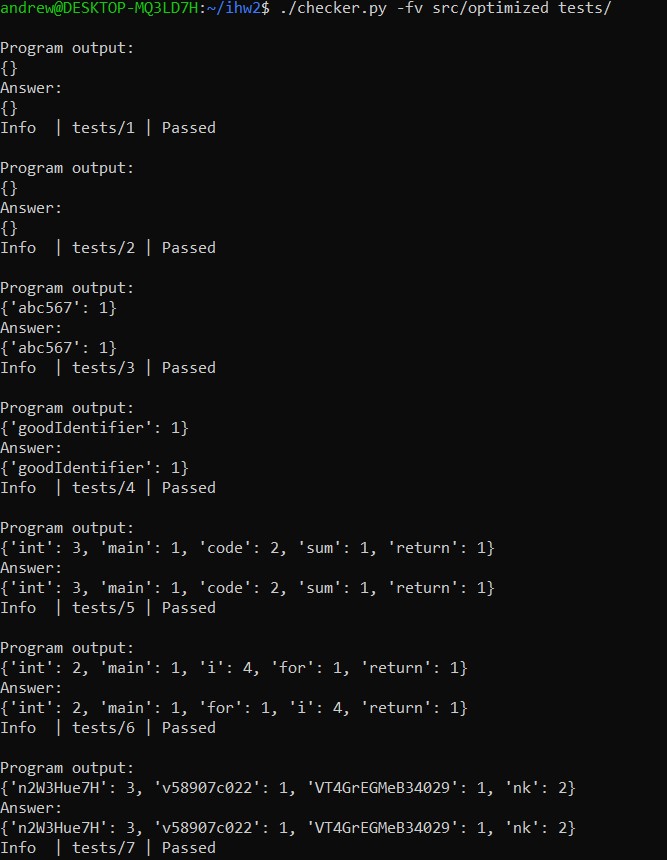 andrew@DESKTOP-MQ3LD7H:~/ihw2$ ./checker.py -fv src/optimized tests/
Program output:
{}
Answer:
{}
Info  | tests/1 | Passed
Program output:
{}
Answer:
{}
Info  | tests/2 | Passed
Program output:
{'abc567': 1}
Answer:
{'abc567': 1}
Info  | tests/3 | Passed
Program output:
{'goodIdentifier': 1}
Answer:
{'goodIdentifier': 1}
Info  | tests/4 | Passed
Program output:
{'int': 3, 'main': 1, 'code': 2, 'sum': 1, 'return': 1}
Answer:
{'int': 3, 'main': 1, 'code': 2, 'sum': 1, 'return': 1}
Info  | tests/5 | Passed
Program output:
{'int': 2, 'main': 1, 'i': 4, 'for': 1, 'return': 1}
Answer:
{'int': 2, 'main': 1, 'for': 1, 'i': 4, 'return': 1}
Info  | tests/6 | Passed
Program output:
{'n2W3Hue7H': 3, 'v58907c022': 1, 'VT4GrEGMeB34029': 1, 'nk': 2}
Answer:
{'n2W3Hue7H': 3, 'v58907c022': 1, 'VT4GrEGMeB34029': 1, 'nk': 2}
Info  | tests/7 | Passed